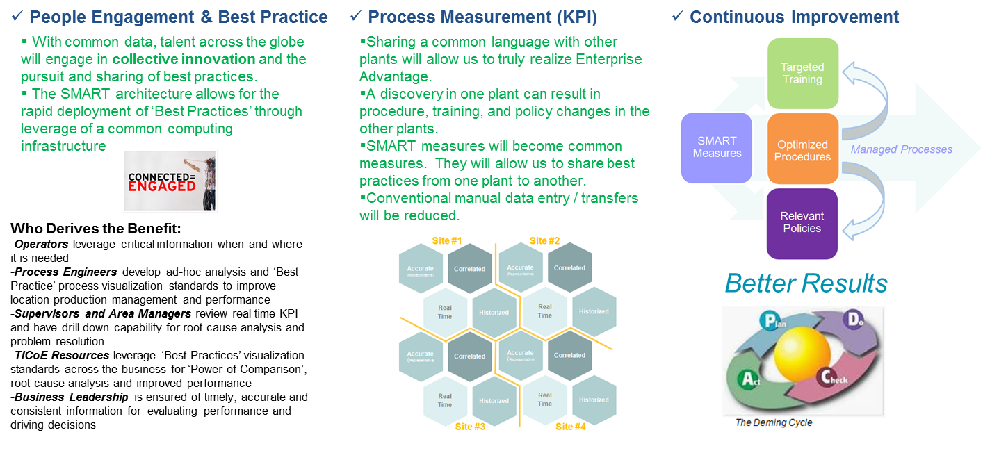 ✓ People Engagement & Best Practice
▪ With common data, talent across the globe
will engage in collective innovation and the
pursuit and sharing of best practices.
▪ The SMART architecture allows for the
rapid deployment of ‘Best Practices’ through
leverage of a common computing
infrastructure
CONNECTED=
ENGAGED
Who Derives the Benefit:
-Operators leverage critical information when and where
it is needed
-Process Engineers develop ad-hoc analysis and ‘Best
Practice’ process visualization standards to improve
location production management and performance
-Supervisors and Area Managers review real time KPI
and have drill down capability for root cause analysis and
problem resolution
-TICoE Resources leverage ‘Best Practices’ visualization
standards across the business for ‘Power of Comparison’,
root cause analysis and improved performance
-Business Leadership is ensured of timely, accurate and
consistent information for evaluating performance and
driving decisions
✓ Process Measurement (KPI)
▪Sharing a common language with other
plants will allow us to truly realize Enterprise
Advantage.
▪A discovery in one plant can result in
procedure, training, and policy changes in the
other plants.
▪SMART measures will become common
measures. They will allow us to share best
practices from one plant to another.
▪Conventional manual data entry / transfers
will be reduced.
Site #1
Site #2
Accurate
(Representative)
Correlated
Accurate
(Representative)
Correlated
Real
Time
Historized
Real
Time
Historized
Accurate
(Representative
Correlated
Accurate
(Representative
Correlated
Real
Time
Historized
Real
Time
Historized
Site #3
Site #4
✓ Continuous Improvement
Targeted
Training
SMART
Measures
Optimized
Procedures
Managed Processes
Relevant
Policies
Better Results
Plan
Do
Act
Check
The Deming Cycle